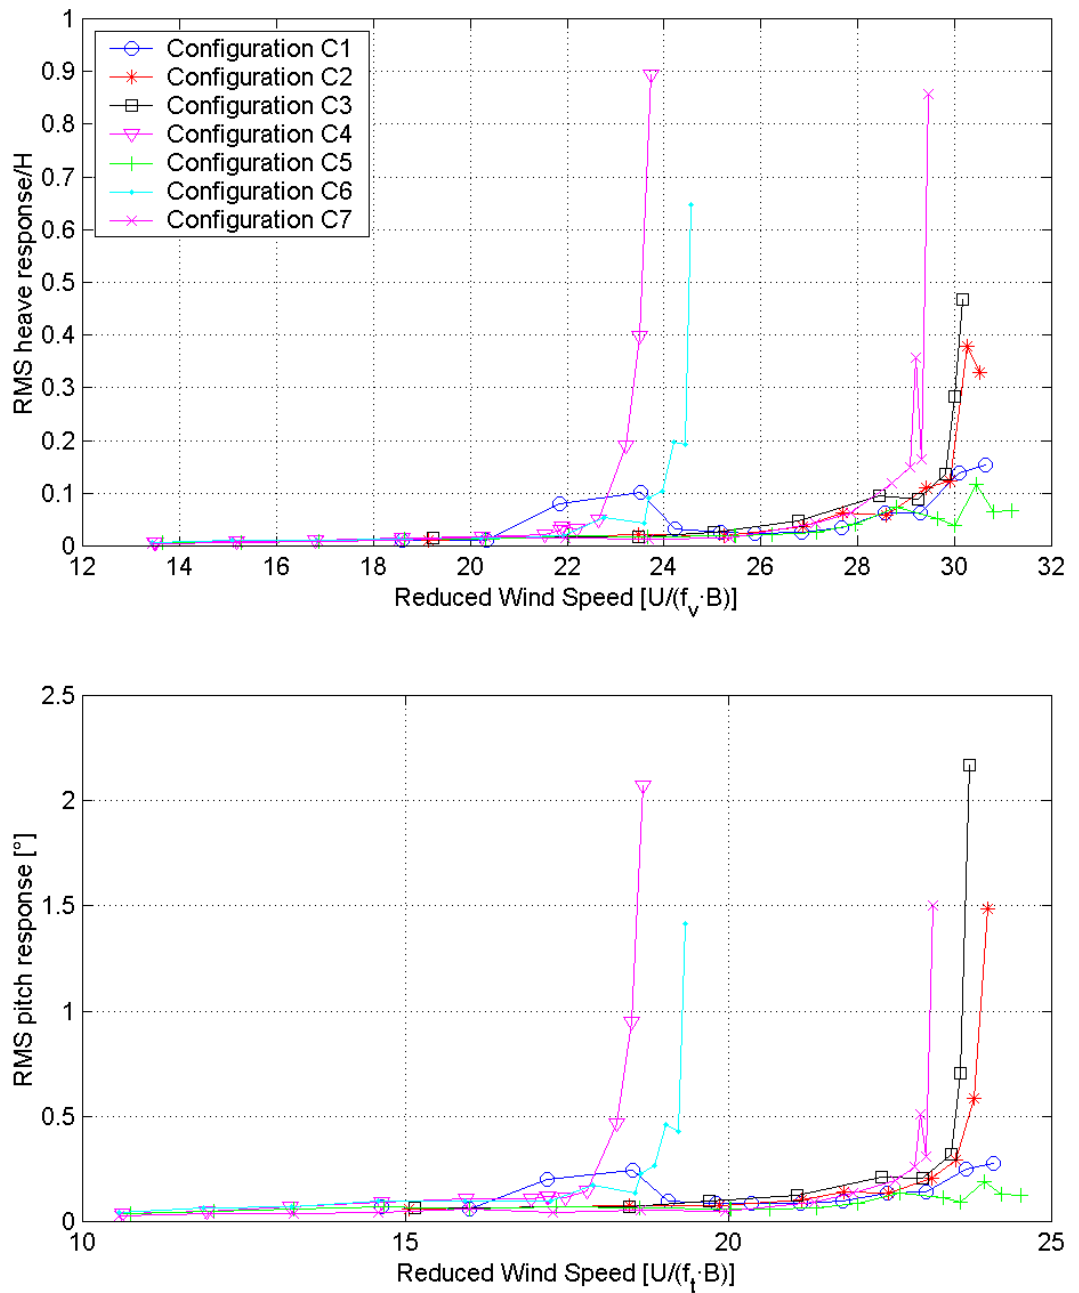 1
0.9
0.8
0.7
0.6
0.5
0.4
0.3
0.2
0.1
0
RMS heave response/H
Configuration C1
Configuration C2
Configuration C3
Configuration C4
Configuration C5
Configuration C6
Configuration C7
12 14 16 18 20 22 24 26 28 30 32
Reduced Wind Speed [U/(f_v·B)]
2.5
2
1.5
1
0.5
0
RMS pitch response [°]
10 15 20 25
Reduced Wind Speed [U/(f_t·B)]